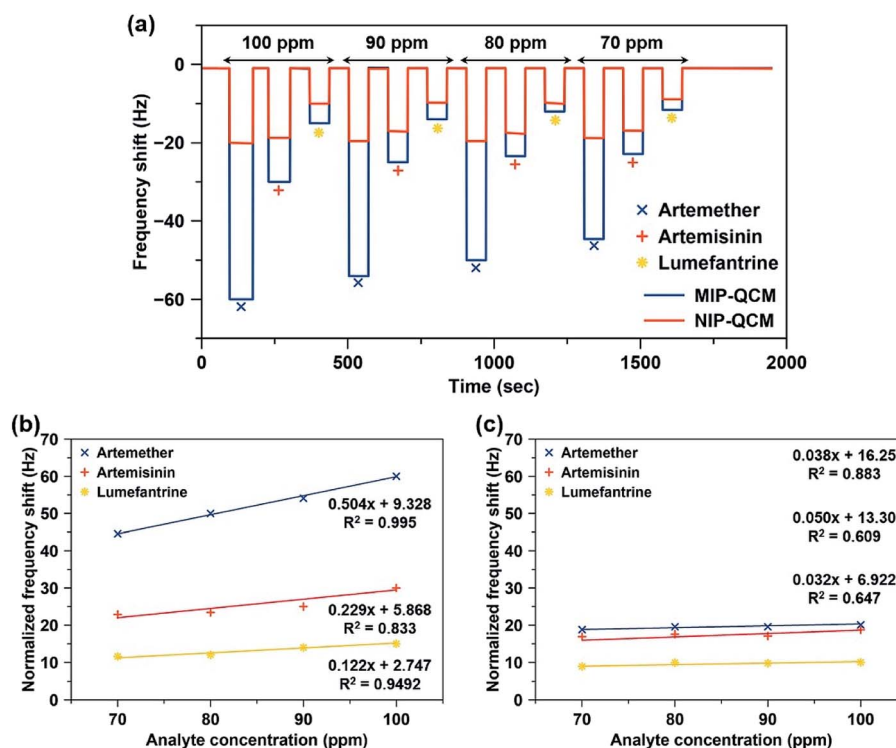 (a)
100 ppm 90 ppm 80 ppm 70 ppm
0
−20
−40
−60
Frequency shift (Hz)
Artemether
Artemisinin
Lumefantrine
MIP-QCM
NIP-QCM
0 500 1000 1500 2000
Time (sec)
(b)
70
60
50
40
30
20
10
0
Normalized frequency shift (Hz)
Artemether
Artemisinin
Lumefantrine
0.504x + 9.328
R² = 0.995
0.229x + 5.868
R² = 0.833
0.122x + 2.747
R² = 0.9492
70 80 90 100
Analyte concentration (ppm)
(c)
70
60
50
40
30
20
10
0
Normalized frequency shift (Hz)
Artemether
Artemisinin
Lumefantrine
0.038x + 16.25
R² = 0.883
0.050x + 13.30
R² = 0.609
0.032x + 6.922
R² = 0.647
70 80 90 100
Analyte concentration (ppm)